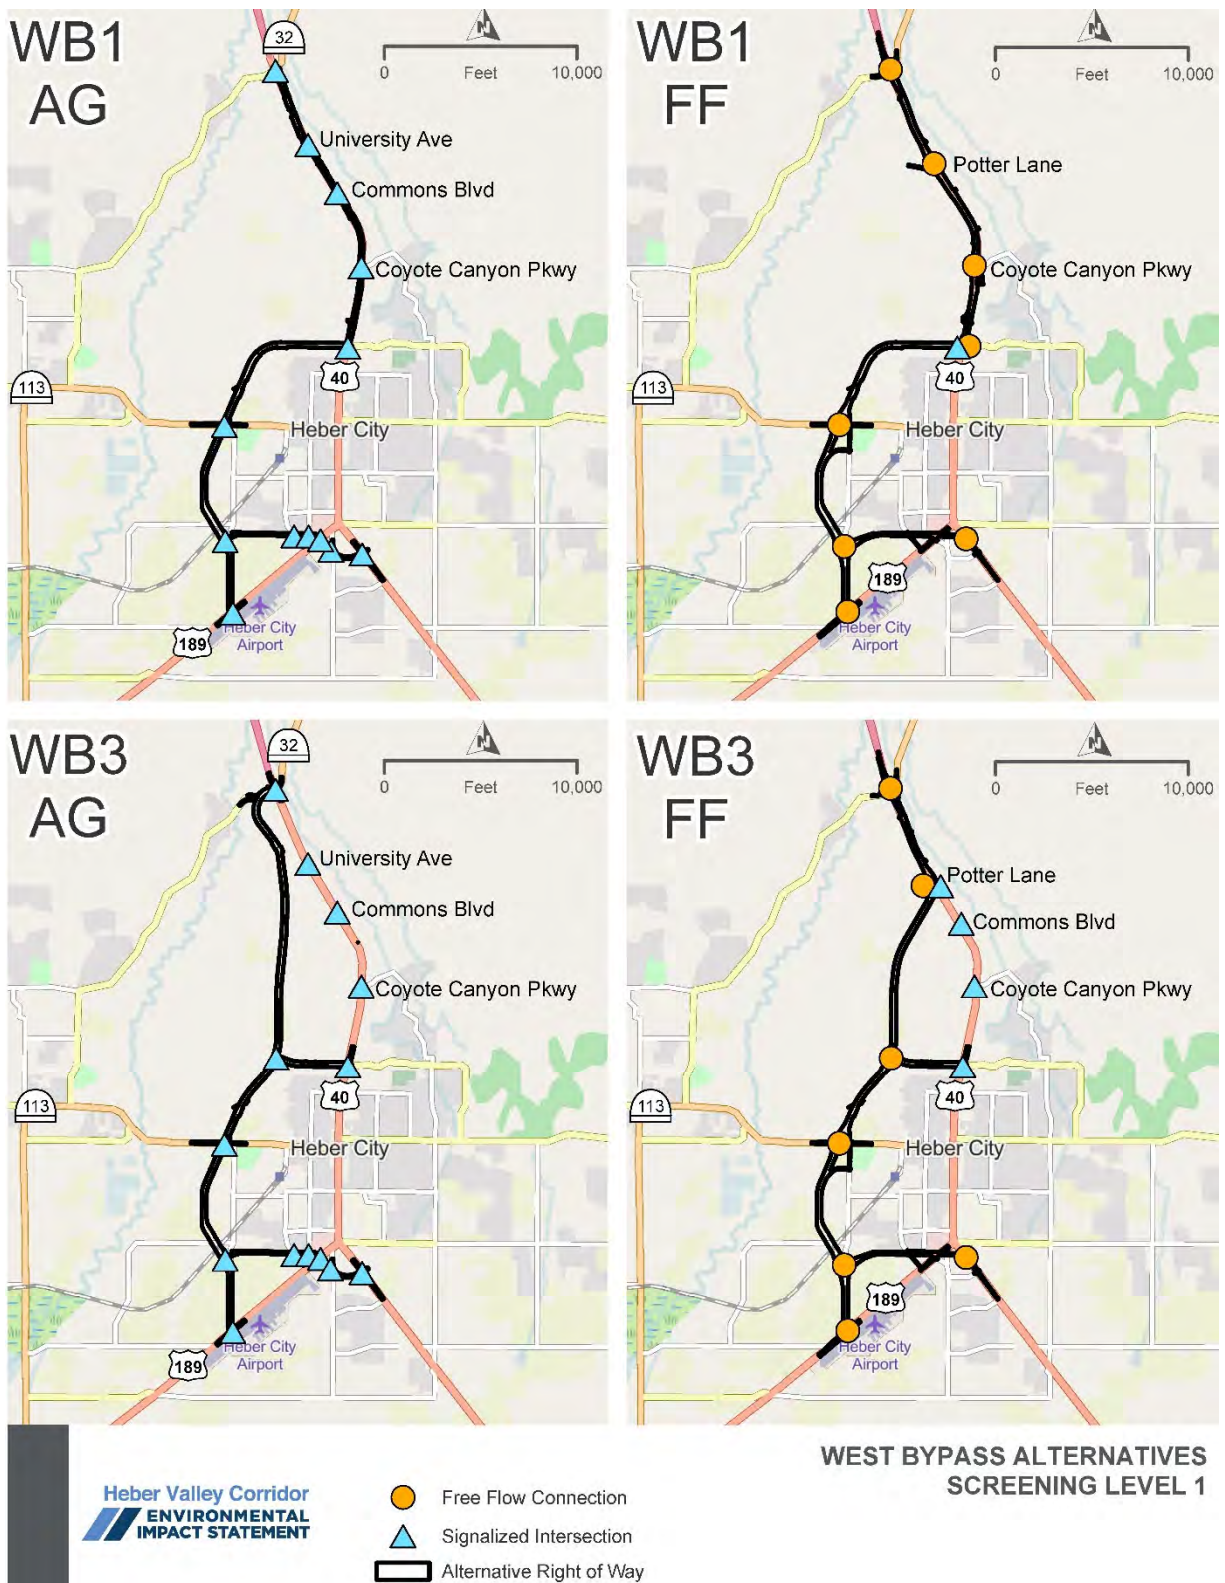 WB1
AG
32
N
0 Feet 10,000
University Ave
Commons Blvd
Coyote Canyon Pkwy
40
113
Heber City
189
Heber City
Airport
WB1
FF
N
0 Feet 10,000
Potter Lane
Coyote Canyon Pkwy
40
113
Heber City
189
Heber City
Airport
WB3
AG
32
N
0 Feet 10,000
University Ave
Commons Blvd
Coyote Canyon Pkwy
40
113
Heber City
189
Heber City
Airport
WB3
FF
N
0 Feet 10,000
Potter Lane
Commons Blvd
Coyote Canyon Pkwy
40
113
Heber City
189
Heber City
Airport
WEST BYPASS ALTERNATIVES
SCREENING LEVEL 1
Heber Valley Corridor
ENVIRONMENTAL
IMPACT STATEMENT
Free Flow Connection
Signalized Intersection
Alternative Right of Way